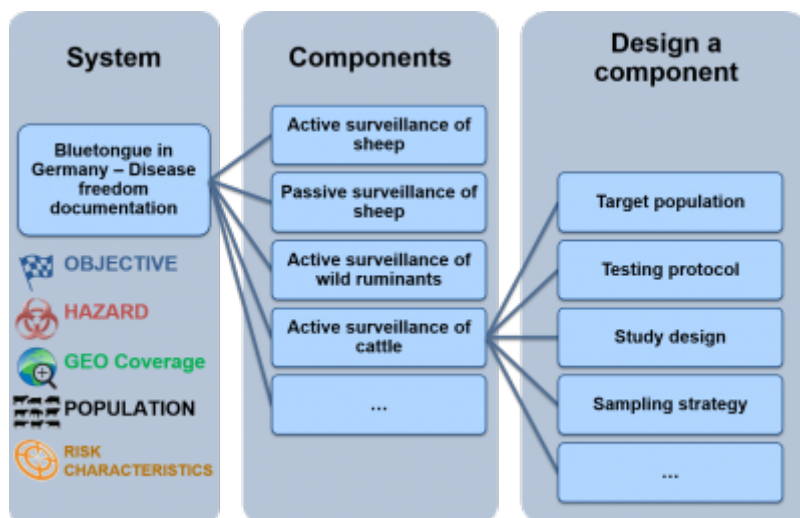 System
Bluetongue in
Germany – Disease
freedom
documentation
OBJECTIVE
HAZARD
GEO Coverage
POPULATION
RISK
CHARACTERISTICS
Components
Active surveillance of
sheep
Passive surveillance of
sheep
Active surveillance of
wild ruminants
Active surveillance of
cattle
...
Design a
component
Target population
Testing protocol
Study design
Sampling strategy
...